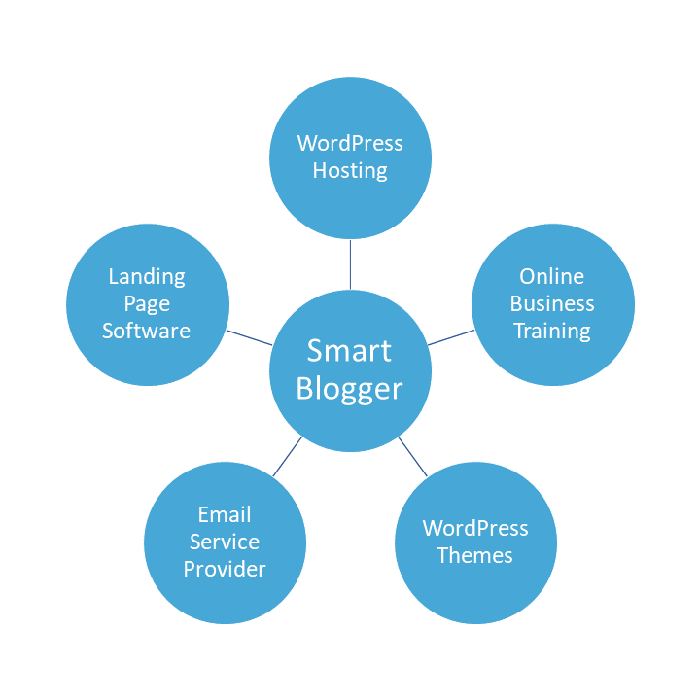 WordPress
Hosting
Landing
Page
Software
Online
Business
Training
Smart
Blogger
Email
Service
Provider
WordPress
Themes